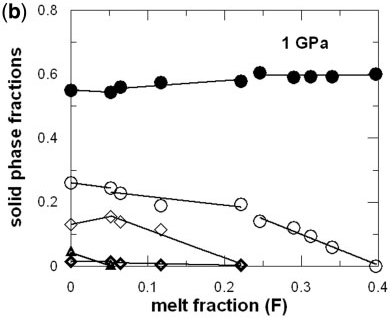 (b)
0.8
1 GPa
0.6
0.4
0.2
0
solid phase fractions
0 0.1 0.2 0.3 0.4
melt fraction (F)